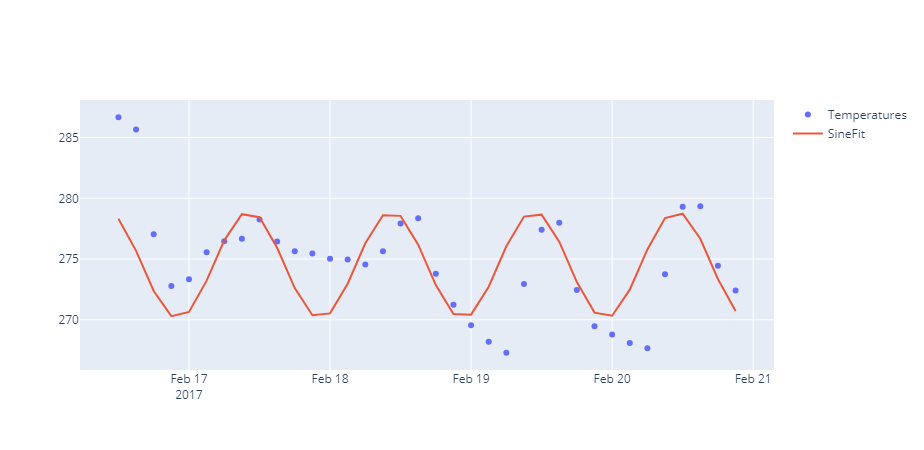 285
280
275
270
Feb 17
2017
Feb 18
Feb 19
Feb 20
Feb 21
Temperatures
SineFit